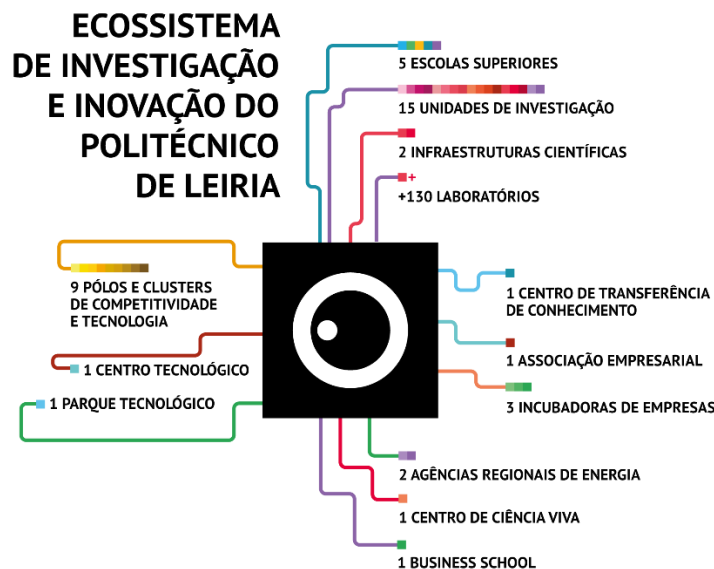 ECOSSISTEMA
DE INVESTIGAÇÃO
E INOVAÇÃO DO
POLITÉCNICO
DE LEIRIA
5 ESCOLAS SUPERIORES
15 UNIDADES DE INVESTIGAÇÃO
2 INFRAESTRUTURAS CIENTÍFICAS
+
+130 LABORATÓRIOS
9 PÓLOS E CLUSTERS
DE COMPETITIVIDADE
E TECNOLOGIA
1 CENTRO TECNOLÓGICO
1 PARQUE TECNOLÓGICO
1 CENTRO DE TRANSFERÊNCIA
DE CONHECIMENTO
1 ASSOCIAÇÃO EMPRESARIAL
3 INCUBADORAS DE EMPRESAS
2 AGÊNCIAS REGIONAIS DE ENERGIA
1 CENTRO DE CIÊNCIA VIVA
1 BUSINESS SCHOOL